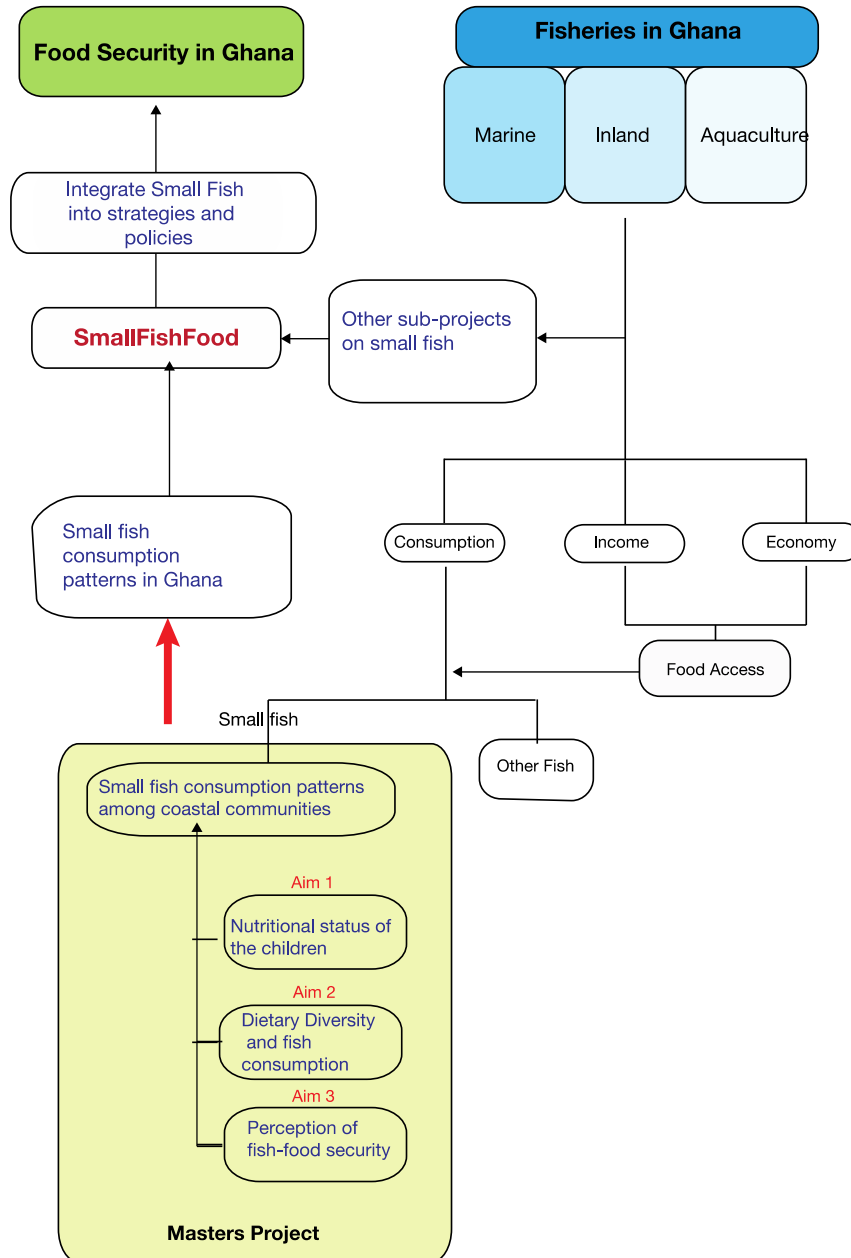 Food Security in Ghana
Fisheries in Ghana
Marine
Inland
Aquaculture
Integrate Small Fish
into strategies and
policies
SmallFishFood
Other sub-projects
on small fish
Small fish
consumption
patterns in Ghana
Consumption
Income
Economy
Food Access
Small fish
Other Fish
Small fish consumption patterns
among coastal communities
Aim 1
Nutritional status of
the children
Aim 2
Dietary Diversity
and fish
consumption
Aim 3
Perception of
fish-food security
Masters Project